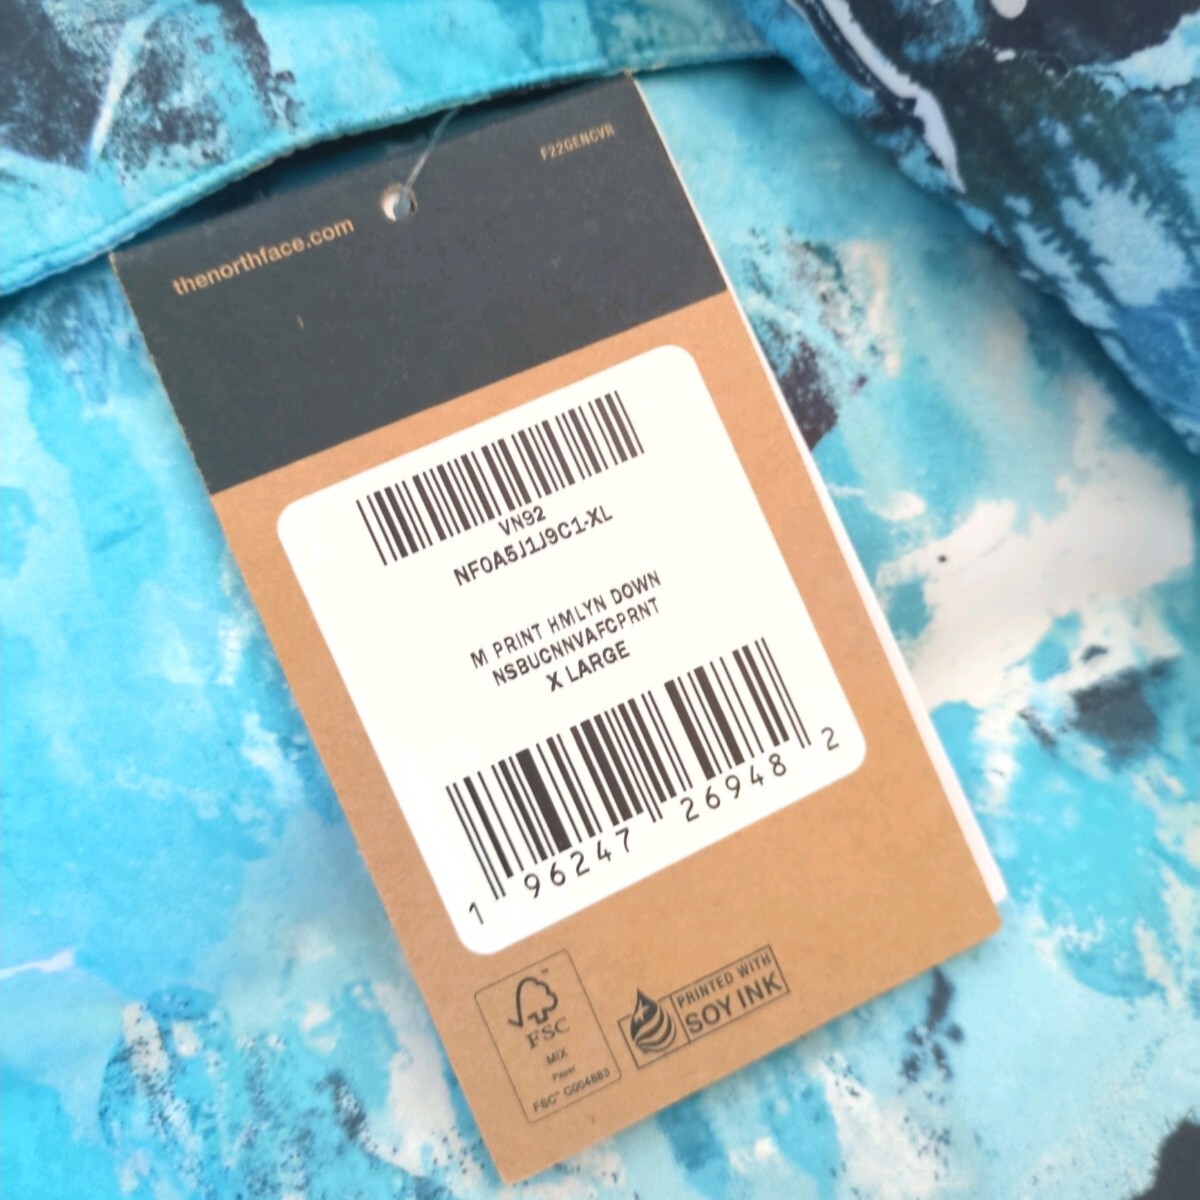 F22GENCVR
thenorthface.com
VN92
NF0A5J1J9C1-XL
M PRINT HMLYN DOWN
NSBUCNNVAFCPRNT
X LARGE
1 96247 26948 2
FSC
MIX
Paper
FSC™ C004883
PRINTED WITH
SOY INK